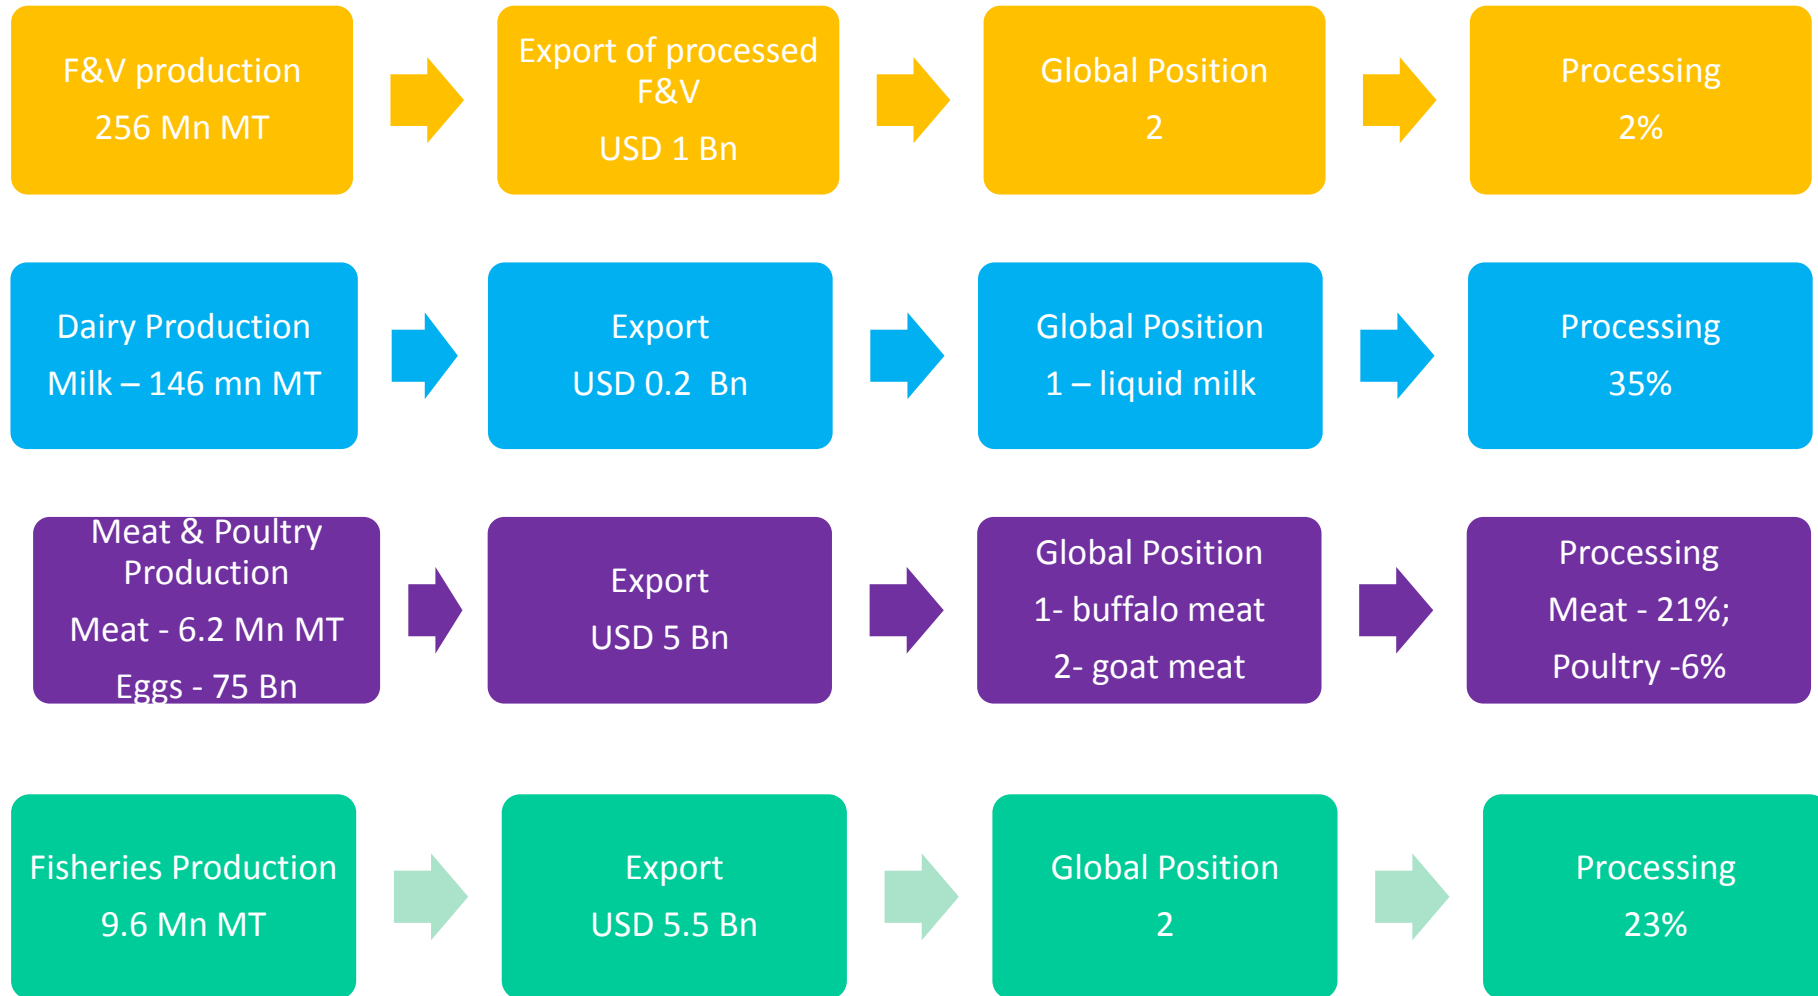 F&V production
256 Mn MT
Export of processed
F&V
USD 1 Bn
Global Position
2
Processing
2%
Dairy Production
Milk – 146 mn MT
Export
USD 0.2 Bn
Global Position
1 – liquid milk
Processing
35%
Meat & Poultry
Production
Meat - 6.2 Mn MT
Eggs - 75 Bn
Export
USD 5 Bn
Global Position
1- buffalo meat
2- goat meat
Processing
Meat - 21%;
Poultry -6%
Fisheries Production
9.6 Mn MT
Export
USD 5.5 Bn
Global Position
2
Processing
23%